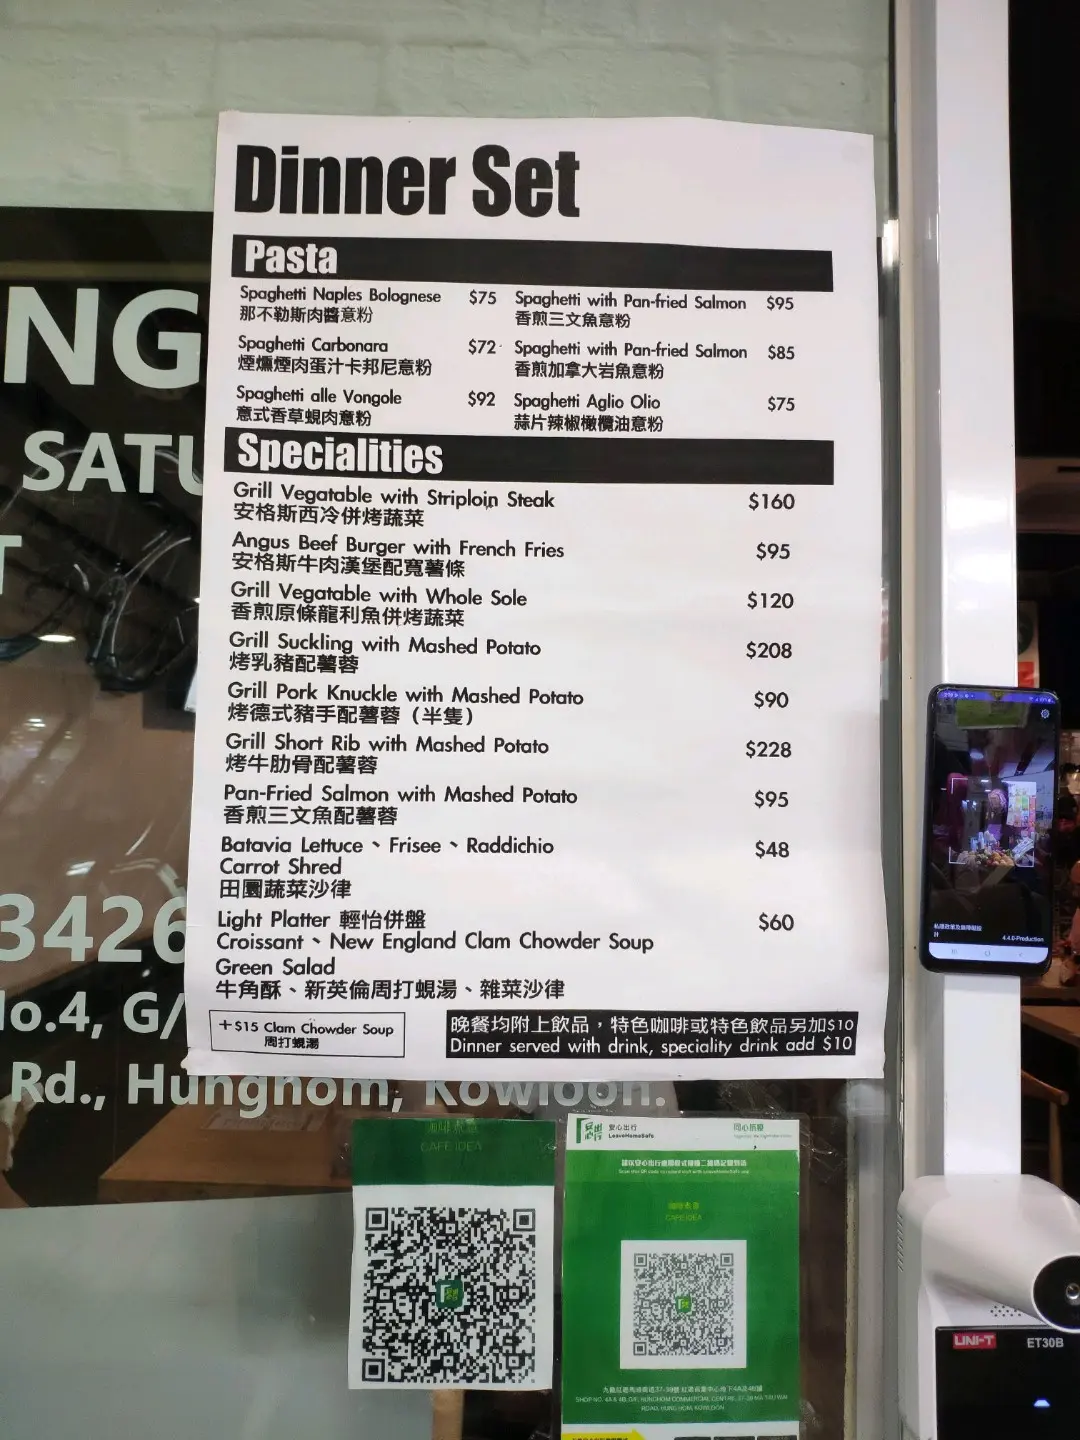 Dinner Set
Pasta
Spaghetti Naples Bolognese $75
那不勒斯肉醬意粉
Spaghetti with Pan-fried Salmon $95
香煎三文魚意粉
Spaghetti Carbonara $72
煙燻煙肉蛋汁卡邦尼意粉
Spaghetti with Pan-fried Salmon $85
香煎加拿大岩魚意粉
Spaghetti alle Vongole $92
意式香草蜆肉意粉
Spaghetti Aglio Olio $75
蒜片辣椒橄欖油意粉
Specialities
Grill Vegatable with Striploin Steak $160
安格斯西冷併烤蔬菜
Angus Beef Burger with French Fries $95
安格斯牛肉漢堡配寬薯條
Grill Vegatable with Whole Sole $120
香煎原條龍利魚併烤蔬菜
Grill Suckling with Mashed Potato $208
烤乳豬配薯蓉
Grill Pork Knuckle with Mashed Potato $90
烤德式豬手配薯蓉（半隻）
Grill Short Rib with Mashed Potato $228
烤牛肋骨配薯蓉
Pan-Fried Salmon with Mashed Potato $95
香煎三文魚配薯蓉
Batavia Lettuce、Frisee、Raddichio $48
Carrot Shred
田園蔬菜沙律
Light Platter 輕怡併盤 $60
Croissant、New England Clam Chowder Soup
Green Salad
牛角酥、新英倫周打蜆湯、雜菜沙律
+$15 Clam Chowder Soup
周打蜆湯
晚餐均附上飲品，特色咖啡或特色飲品另加$10
Dinner served with drink, speciality drink add $10
NG
SATU
T
3426
No.4, G/
Rd., Hunghom, Kowloon.
CAFE IDEA
安心出行
LeaveHomeSafe
CAFE IDEA
4.4.0-Production
UNI-T
ET30B